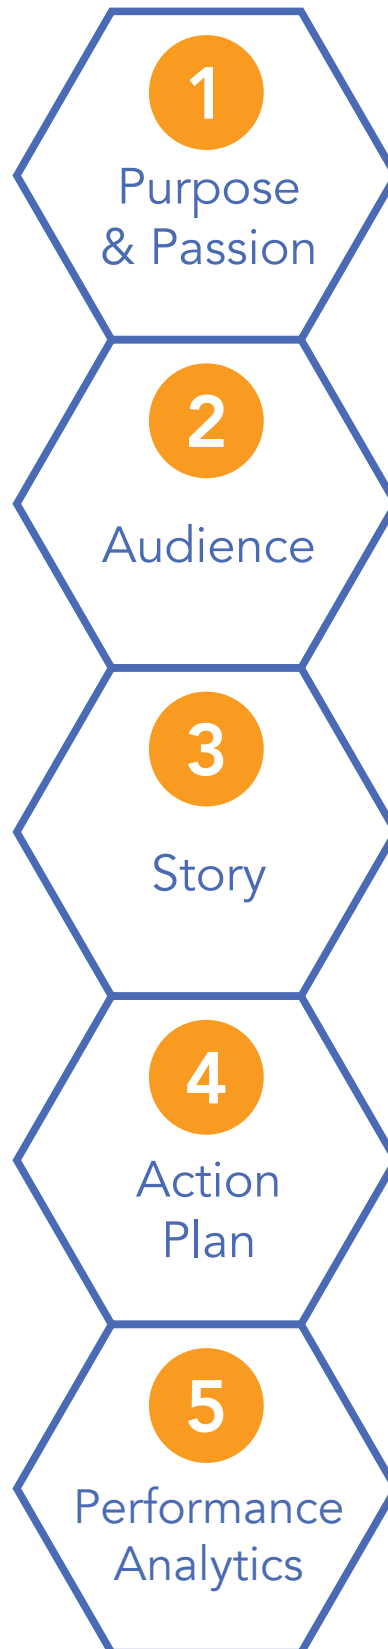 1
Purpose
& Passion
2
Audience
3
Story
4
Action
Plan
5
Performance
Analytics